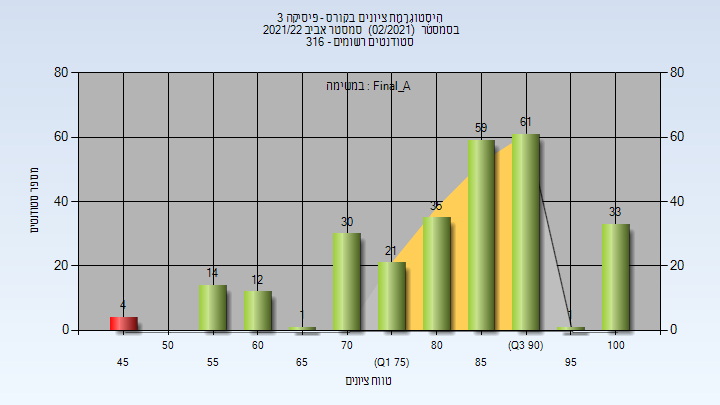 היסטוגרמת ציונים בקורס - פיסיקה 3
בסמסטר (02/2021) סמסטר אביב 2021/22
סטודנטים רשומים - 316
במשימה : Final_A
מספר סטודנטים
80 80
60 60
40 40
20 20
0 0
4 14 12 1 30 21 35 59 61 1 33
45 50 55 60 65 70 (Q1 75) 80 85 (Q3 90) 95 100
טווח ציונים